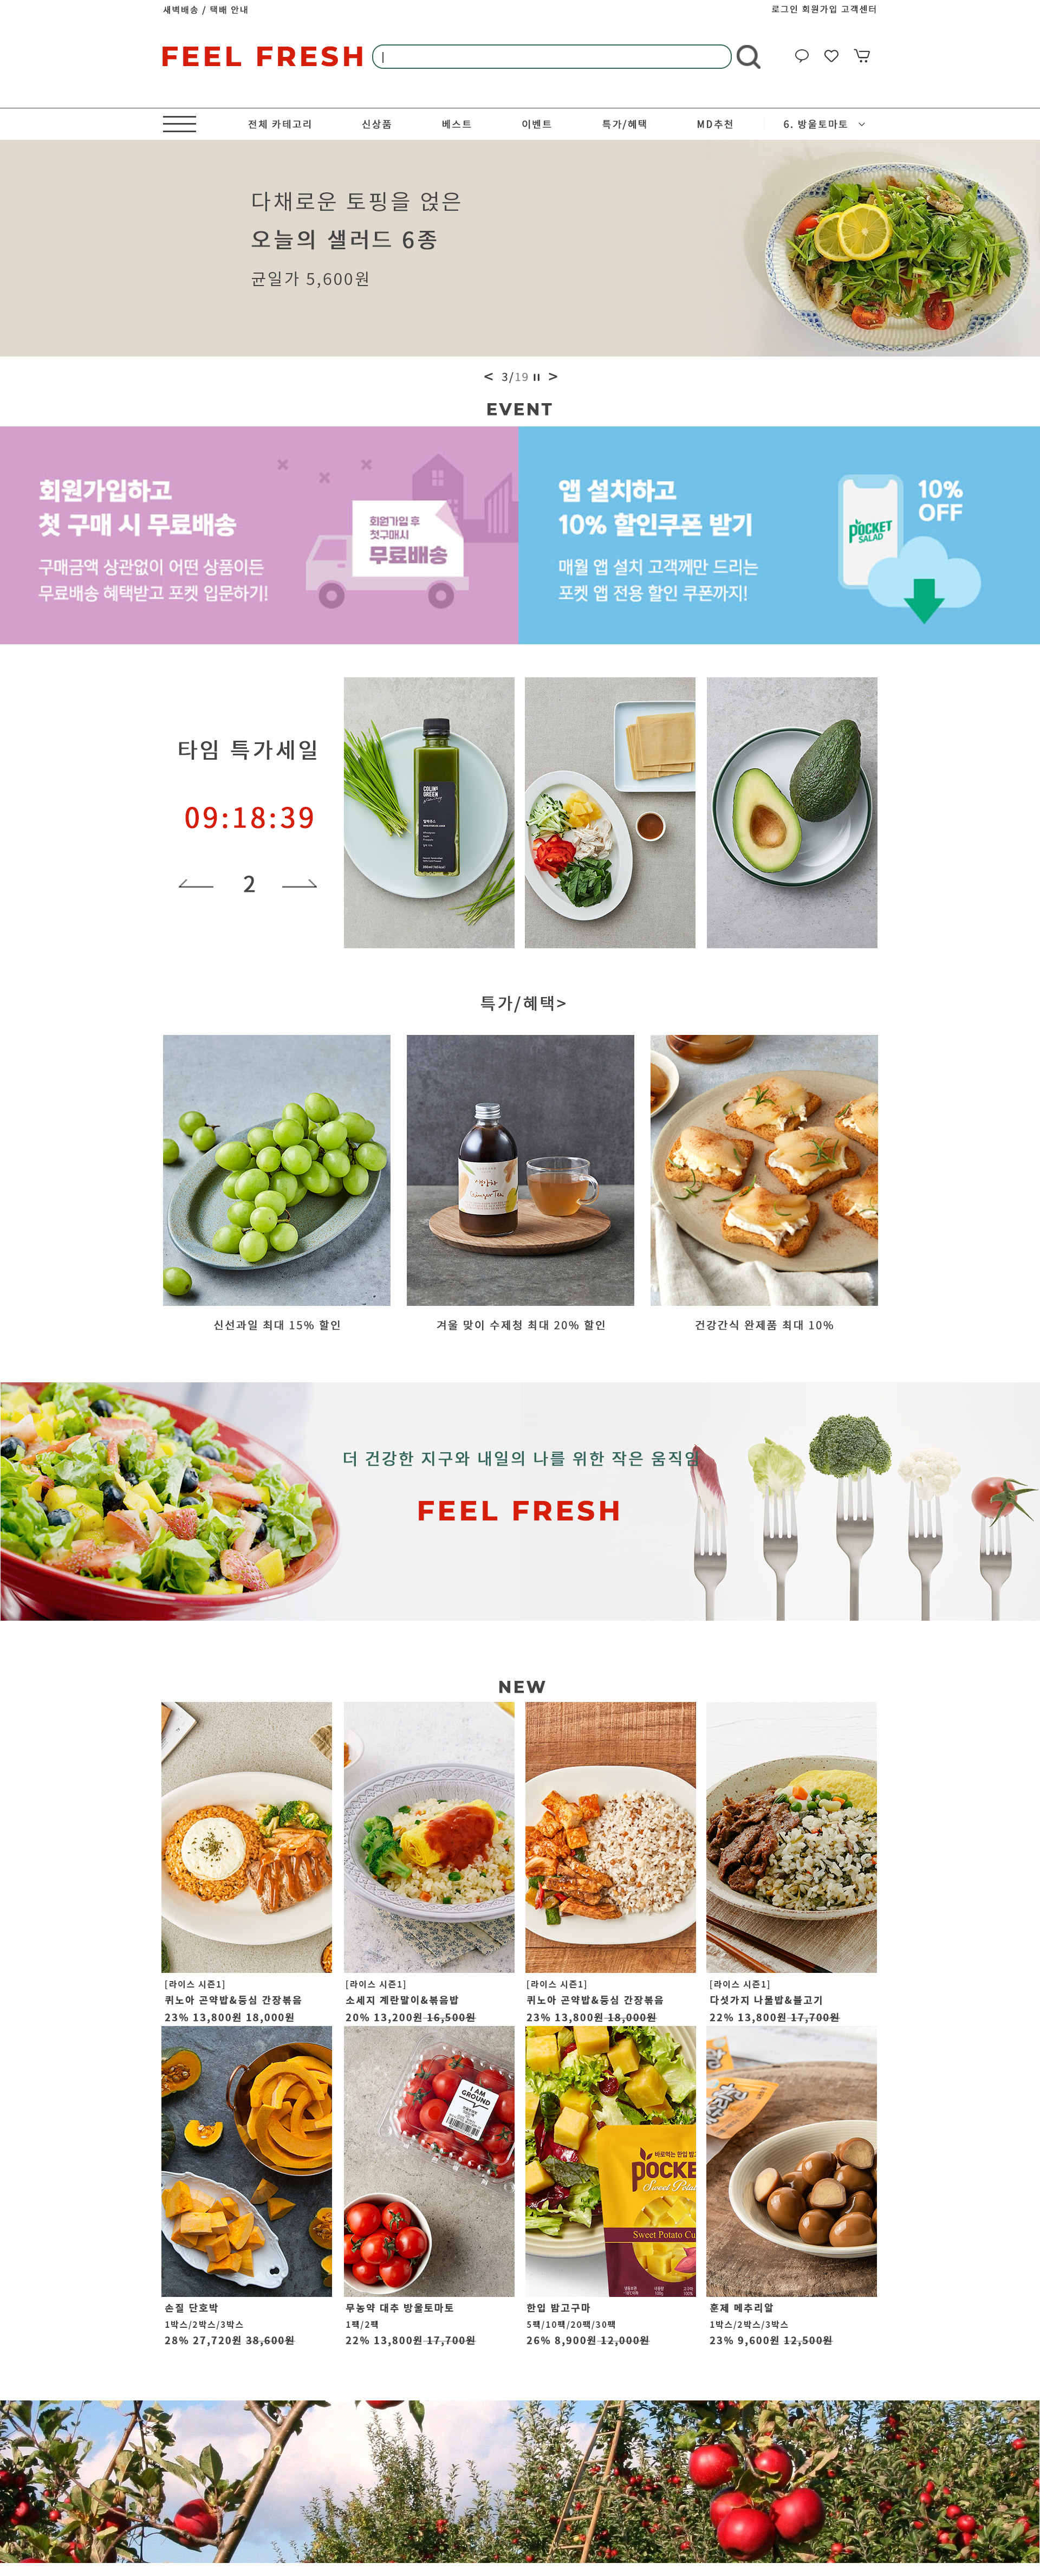 새벽배송 / 택배 안내
로그인 회원가입 고객센터
FEEL FRESH
전체 카테고리 신상품 베스트 이벤트 특가/혜택 MD추천 6. 방울토마토
다채로운 토핑을 얹은
오늘의 샐러드 6종
균일가 5,600원
< 3/19 >
EVENT
회원가입하고
첫 구매 시 무료배송
구매금액 상관없이 어떤 상품이든
무료배송 혜택받고 포켓 입문하기!
회원가입 후
첫구매시
무료배송
앱 설치하고
10% 할인쿠폰 받기
매월 앱 설치 고객께만 드리는
포켓 앱 전용 할인 쿠폰까지!
POCKET
SALAD
10%
OFF
타임 특가세일
09:18:39
2
COLIN'S
GREEN
특가/혜택>
생강차
Ginger Tea
신선과일 최대 15% 할인
겨울 맞이 수제청 최대 20% 할인
건강간식 완제품 최대 10%
더 건강한 지구와 내일의 나를 위한 작은 움직임
FEEL FRESH
NEW
[라이스 시즌1]
퀴노아 곤약밥&등심 간장볶음
23% 13,800원 18,000원
[라이스 시즌1]
소세지 계란말이&볶음밥
20% 13,200원 16,500원
[라이스 시즌1]
퀴노아 곤약밥&등심 간장볶음
23% 13,800원 18,000원
[라이스 시즌1]
다섯가지 나물밥&불고기
22% 13,800원 17,700원
I AM
GROUND
바로먹는 한입 밤고
POCKE
Sweet Potat
Sweet Potato Cu
손질 단호박
1박스/2박스/3박스
28% 27,720원 38,600원
무농약 대추 방울토마토
1팩/2팩
22% 13,800원 17,700원
한입 밤고구마
5팩/10팩/20팩/30팩
26% 8,900원 12,000원
훈제 메추리알
1박스/2박스/3박스
23% 9,600원 12,500원